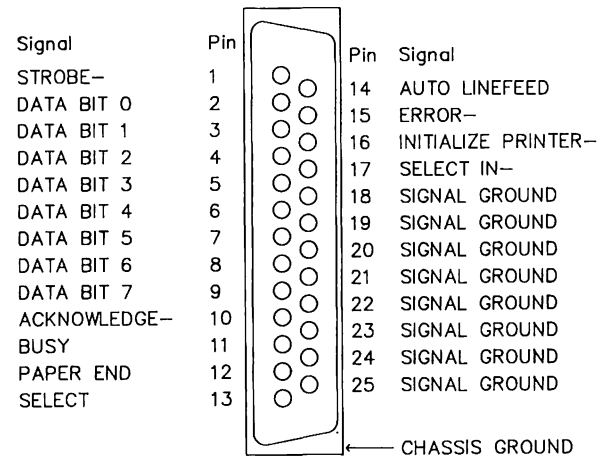 Signal Pin
STROBE– 1
DATA BIT 0 2
DATA BIT 1 3
DATA BIT 2 4
DATA BIT 3 5
DATA BIT 4 6
DATA BIT 5 7
DATA BIT 6 8
DATA BIT 7 9
ACKNOWLEDGE– 10
BUSY 11
PAPER END 12
SELECT 13
Pin Signal
14 AUTO LINEFEED
15 ERROR–
16 INITIALIZE PRINTER–
17 SELECT IN–
18 SIGNAL GROUND
19 SIGNAL GROUND
20 SIGNAL GROUND
21 SIGNAL GROUND
22 SIGNAL GROUND
23 SIGNAL GROUND
24 SIGNAL GROUND
25 SIGNAL GROUND
CHASSIS GROUND